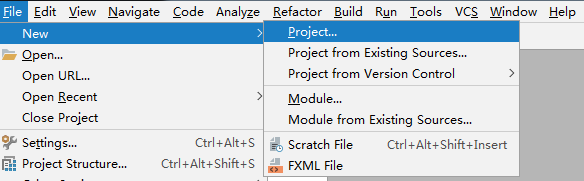 File Edit View Navigate Code Analyze Refactor Build Run Tools VCS Window Help
New
Open...
Open URL...
Open Recent
Close Project
Settings... Ctrl+Alt+S
Project Structure... Ctrl+Alt+Shift+S
Project...
Project from Existing Sources...
Project from Version Control
Module...
Module from Existing Sources...
Scratch File Ctrl+Alt+Shift+Insert
FXML File